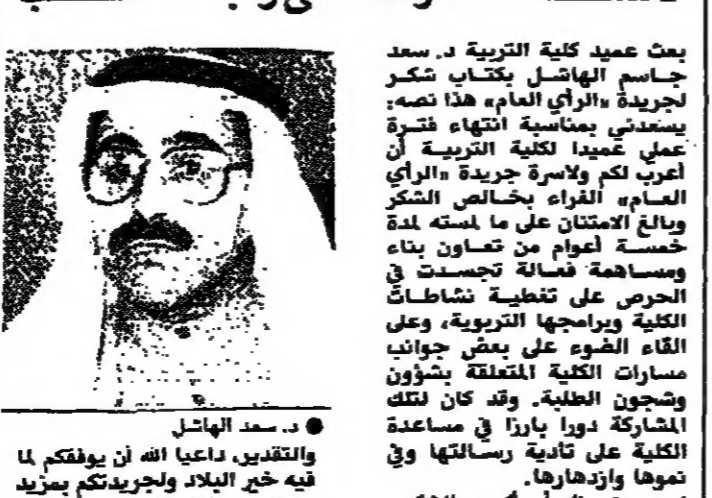 بعث عميد كلية التربية د. سعد
جاسم الهاشل بكتاب شكر
لجريدة «الرأي العام» هذا نصه:
يسعدني بمناسبة انتهاء فترة
عملي عميدا لكلية التربية أن
أعرب لكم ولاسرة جريدة «الرأي
العام» الغراء بخالص الشكر
وبالغ الامتنان على ما لمسته لمدة
خمسة أعوام من تعاون بناء
ومساهمة فعالة تجسدت في
الحرص على تغطية نشاطات
الكلية وبرامجها التربوية، وعلى
القاء الضوء على بعض جوانب
مسارات الكلية المتعلقة بشؤون
وشجون الطلبة. وقد كان لتلك
المشاركة دورا بارزا في مساعدة
الكلية على تأدية رسالتها وفي
نموها وازدهارها.
● د. سعد الهاشل
والتقدير، داعيا الله أن يوفقكم لما
فيه خير البلاد ولجريدتكم بمزيد